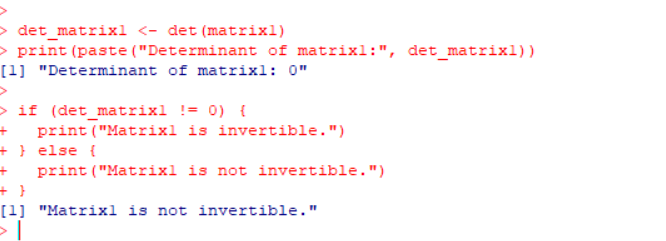 >
> det_matrix1 <- det(matrix1)
> print(paste("Determinant of matrix1:", det_matrix1))
[1] "Determinant of matrix1: 0"
>
> if (det_matrix1 != 0) {
+   print("Matrix1 is invertible.")
+ } else {
+   print("Matrix1 is not invertible.")
+ }
[1] "Matrix1 is not invertible."
>